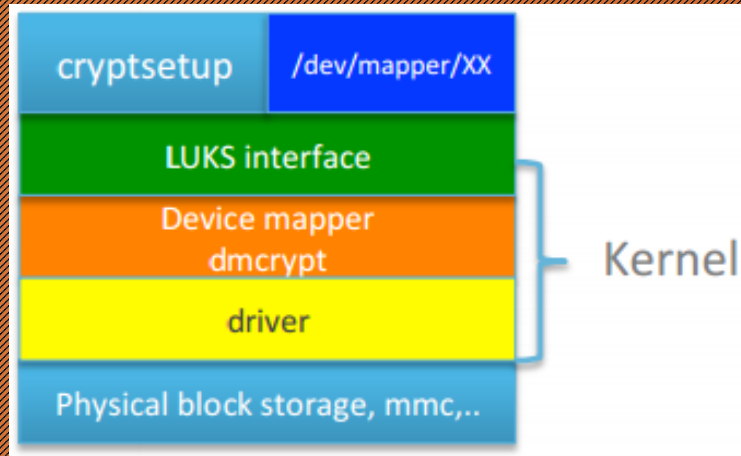 cryptsetup
/dev/mapper/XX
LUKS interface
Device mapper
dmcrypt
driver
Kernel
Physical block storage, mmc,..